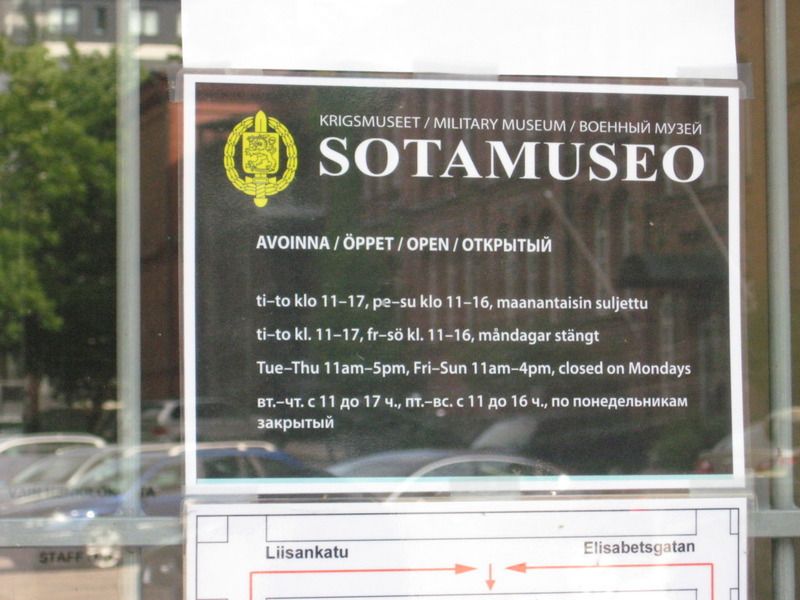 KRIGSMUSEET / MILITARY MUSEUM / ВОЕННЫЙ МУЗЕЙ
SOTAMUSEO
AVOINNA / ÖPPET / OPEN / ОТКРЫТЫЙ
ti–to klo 11–17, pe–su klo 11–16, maanantaisin suljettu
ti–to kl. 11–17, fr–sö kl. 11–16, måndagar stängt
Tue–Thu 11am–5pm, Fri–Sun 11am–4pm, closed on Mondays
вт.–чт. с 11 до 17 ч., пт.–вс. с 11 до 16 ч., по понедельникам
закрытый
STAFF
Liisankatu
Elisabetsgatan